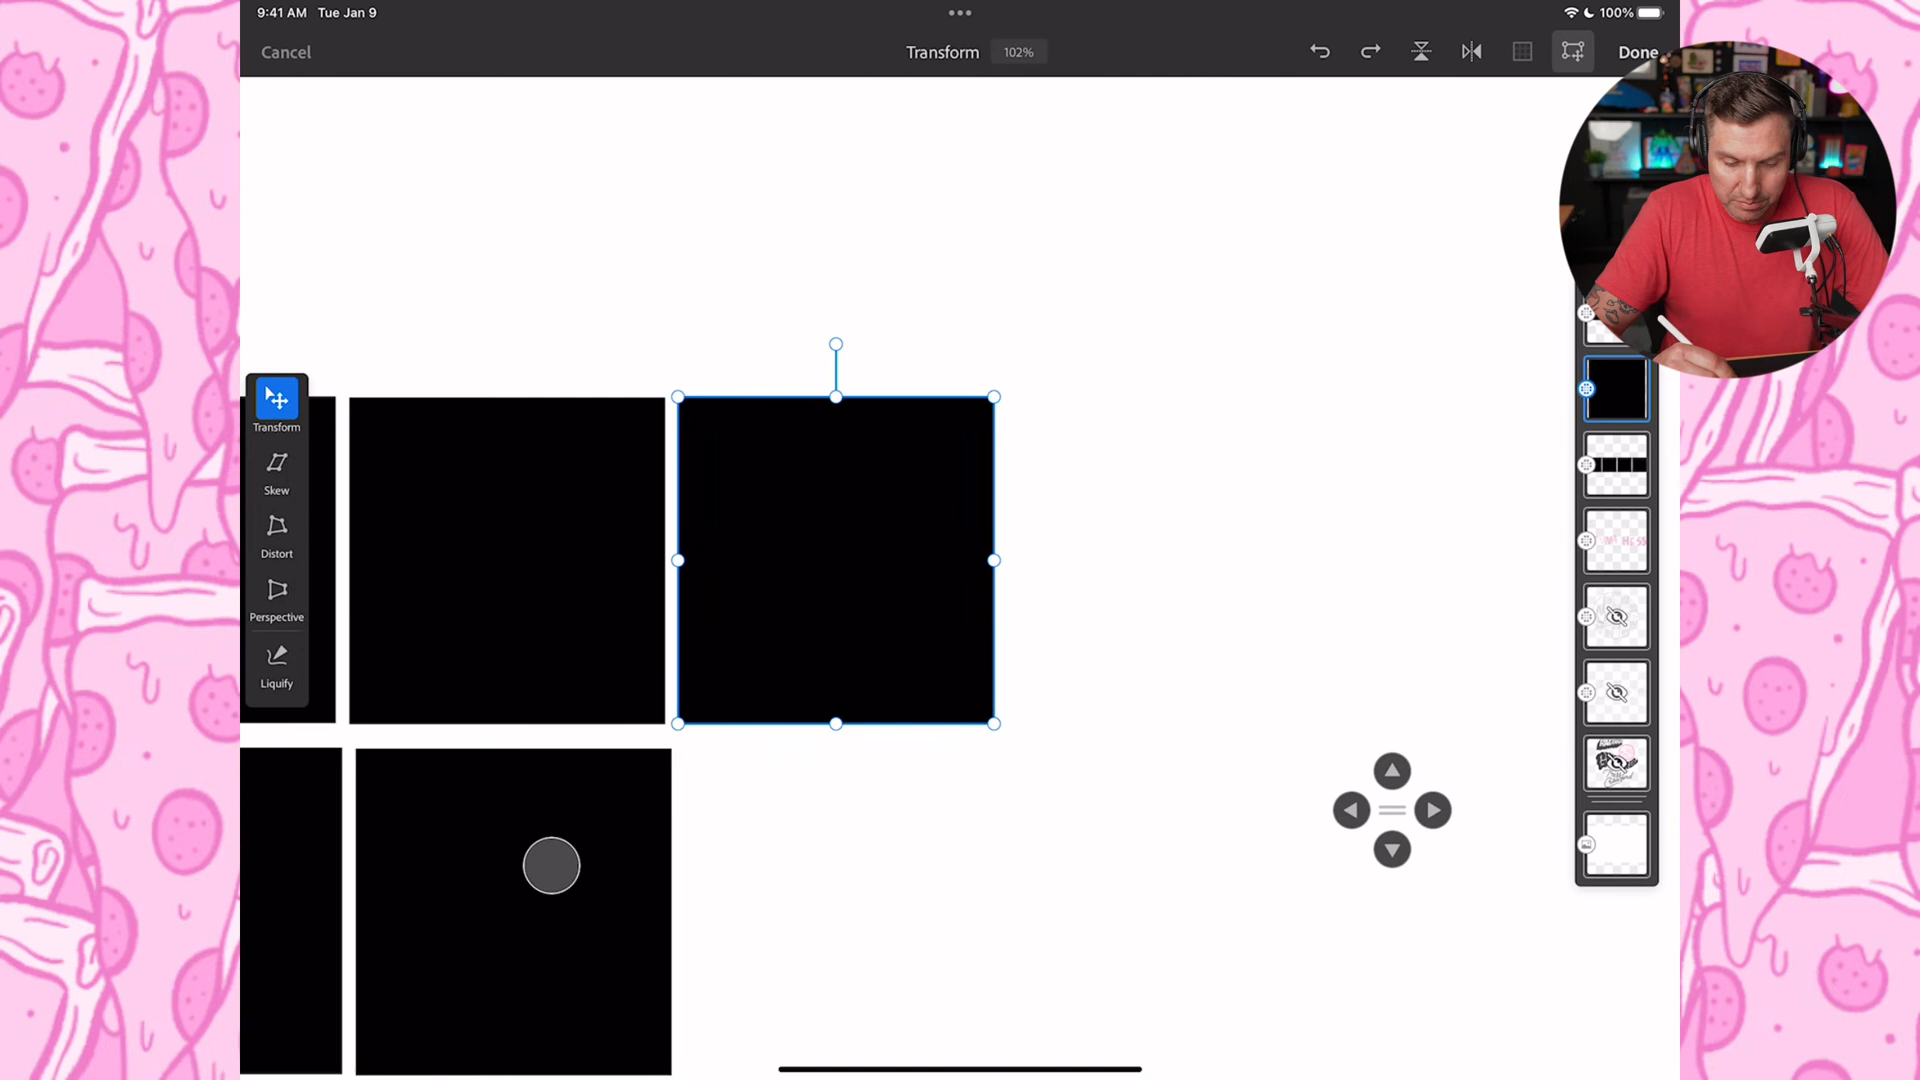 9:41 AM Tue Jan 9
100%
Cancel
Transform 102%
Done
Transform
Skew
Distort
Perspective
Liquify